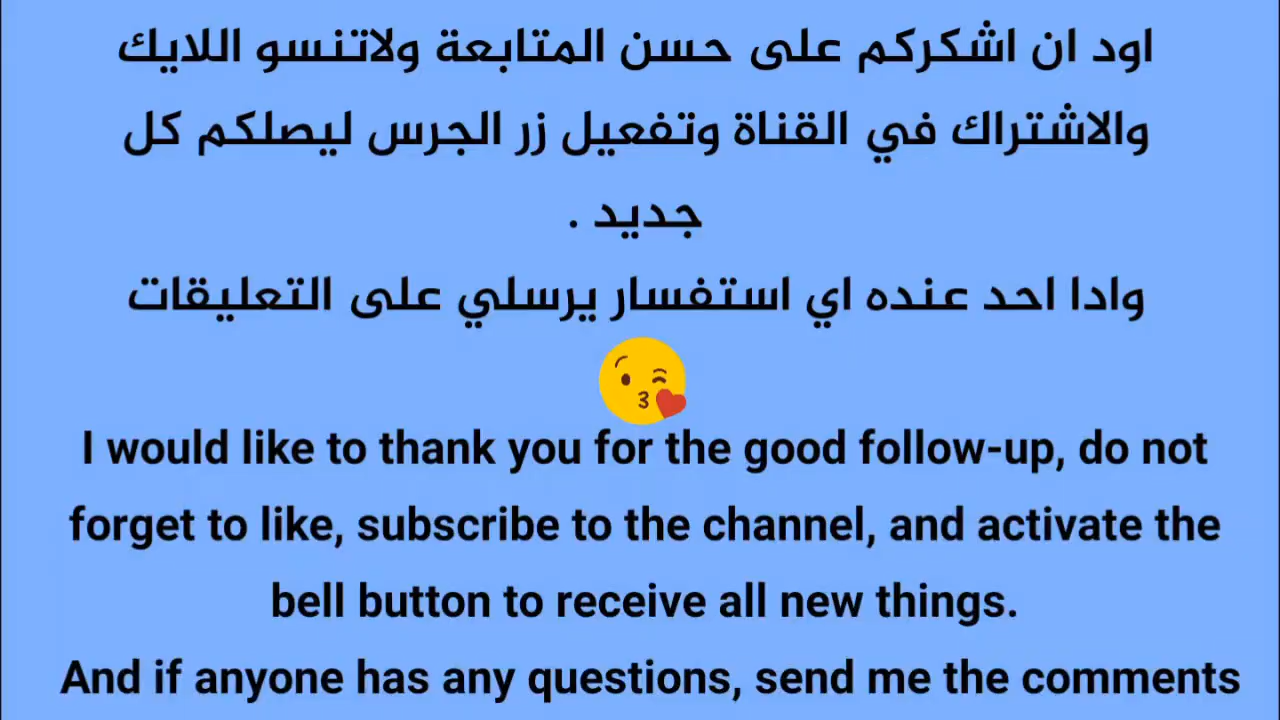 اود ان اشكركم على حسن المتابعة ولاتنسو اللايك
والاشتراك في القناة وتفعيل زر الجرس ليصلكم كل
جديد .
وادا احد عنده اي استفسار يرسلي على التعليقات
😘
I would like to thank you for the good follow-up, do not
forget to like, subscribe to the channel, and activate the
bell button to receive all new things.
And if anyone has any questions, send me the comments